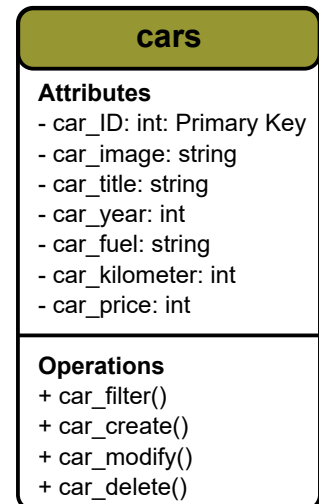 cars
Attributes
- car_ID: int: Primary Key
- car_image: string
- car_title: string
- car_year: int
- car_fuel: string
- car_kilometer: int
- car_price: int
Operations
+ car_filter()
+ car_create()
+ car_modify()
+ car_delete()